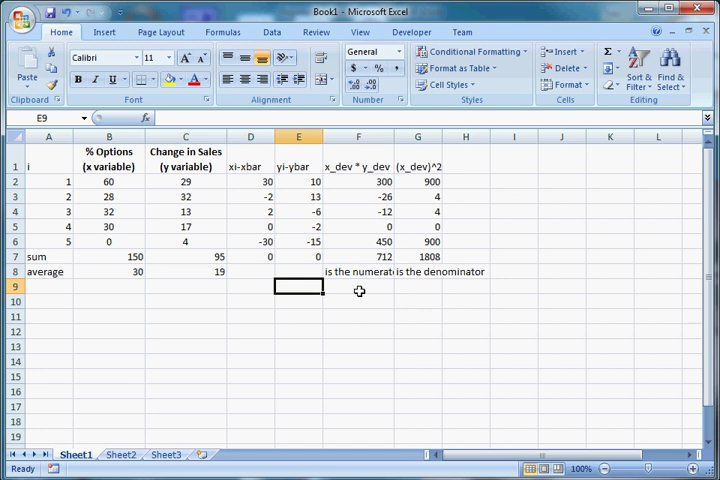 Book1 - Microsoft Excel
Home Insert Page Layout Formulas Data Review View Developer Team
Paste
Clipboard
Calibri 11 A A
B I U A
Font
Alignment
General
$ % ,
.0 .00 .00 .0
Number
Conditional Formatting
Format as Table
Cell Styles
Styles
Insert
Delete
Format
Cells
Σ
Sort & Filter
Find & Select
Editing
E9 fx
A B C D E F G H I J K L
% Options Change in Sales
1 i (x variable) (y variable) xi-xbar yi-ybar x_dev * y_dev (x_dev)^2
2 1 60 29 30 10 300 900
3 2 28 32 -2 13 -26 4
4 3 32 13 2 -6 -12 4
5 4 30 17 0 -2 0 0
6 5 0 4 -30 -15 450 900
7 sum 150 95 0 0 712 1808
8 average 30 19 is the numerat is the denominator
9
10
11
12
13
14
15
16
17
18
19
Sheet1 Sheet2 Sheet3
Ready 100%